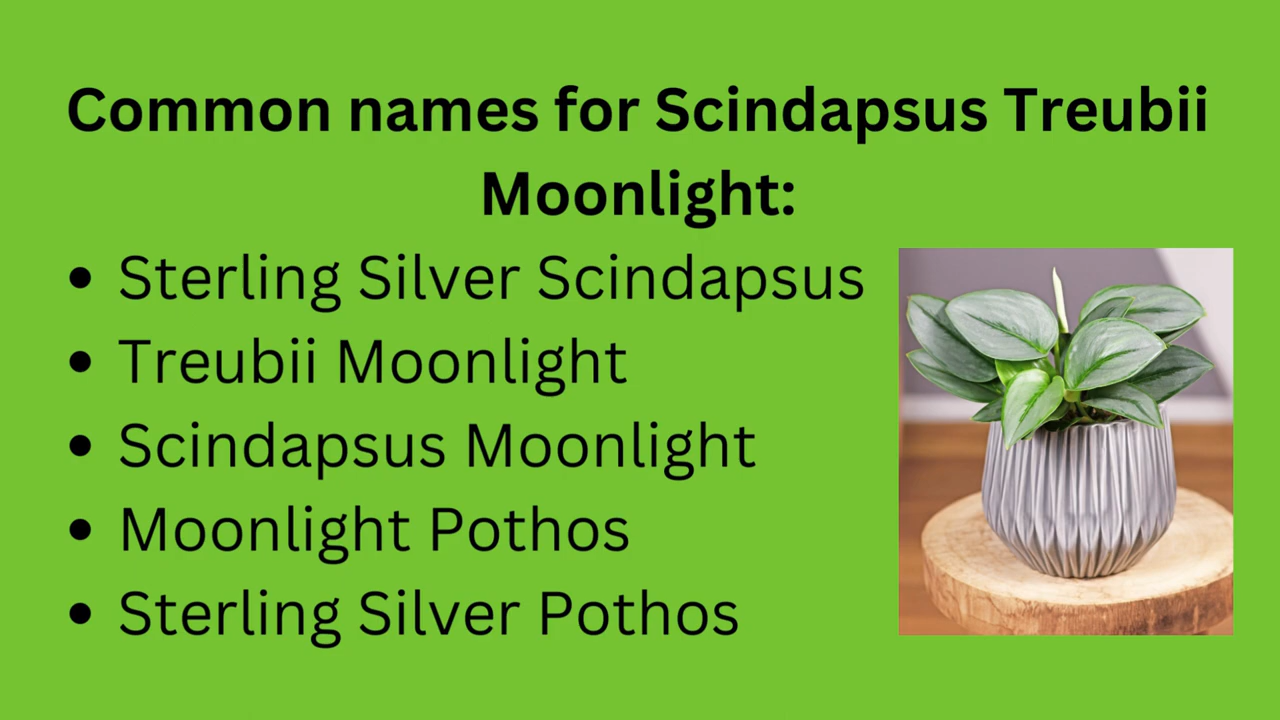 Common names for Scindapsus Treubii
Moonlight:
• Sterling Silver Scindapsus
• Treubii Moonlight
• Scindapsus Moonlight
• Moonlight Pothos
• Sterling Silver Pothos